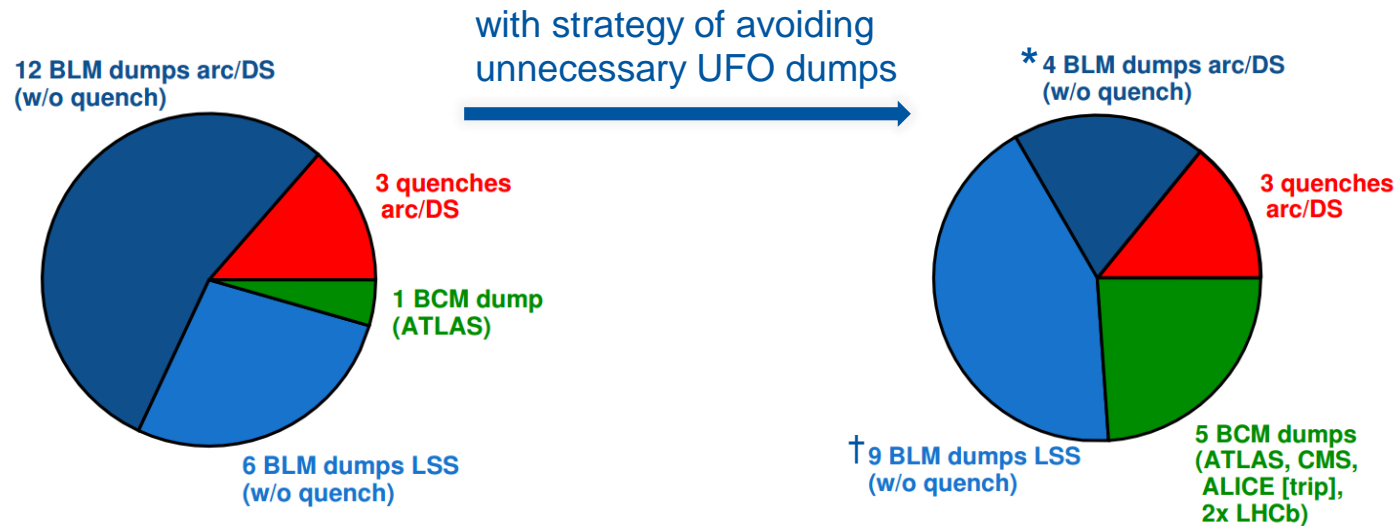 with strategy of avoiding
unnecessary UFO dumps
12 BLM dumps arc/DS
(w/o quench)
3 quenches
arc/DS
1 BCM dump
(ATLAS)
6 BLM dumps LSS
(w/o quench)
* 4 BLM dumps arc/DS
(w/o quench)
3 quenches
arc/DS
† 9 BLM dumps LSS
(w/o quench)
5 BCM dumps
(ATLAS, CMS,
ALICE [trip],
2x LHCb)